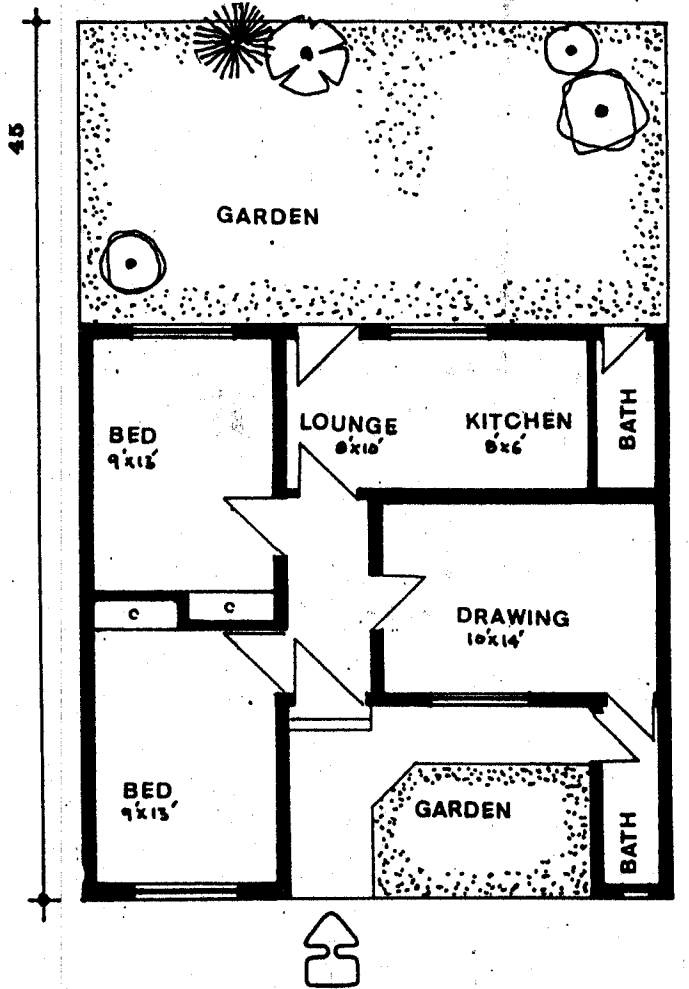 45
GARDEN
LOUNGE
8'x10'
KITCHEN
8'x6'
BATH
BED
9'x13'
C
C
DRAWING
10'x14'
BED
9'x13'
GARDEN
BATH